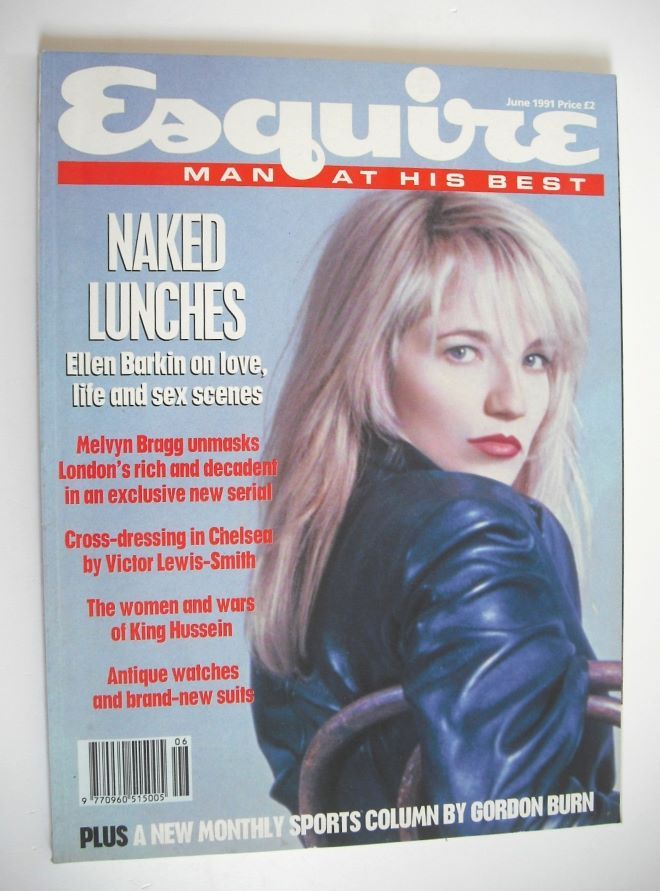 Esquire
June 1991 Price £2
MAN AT HIS BEST
NAKED
LUNCHES
Ellen Barkin on love,
life and sex scenes
Melvyn Bragg unmasks
London's rich and decadent
in an exclusive new serial
Cross-dressing in Chelsea
by Victor Lewis-Smith
The women and wars
of King Hussein
Antique watches
and brand-new suits
06
9 770960 515005
PLUS A NEW MONTHLY SPORTS COLUMN BY GORDON BURN